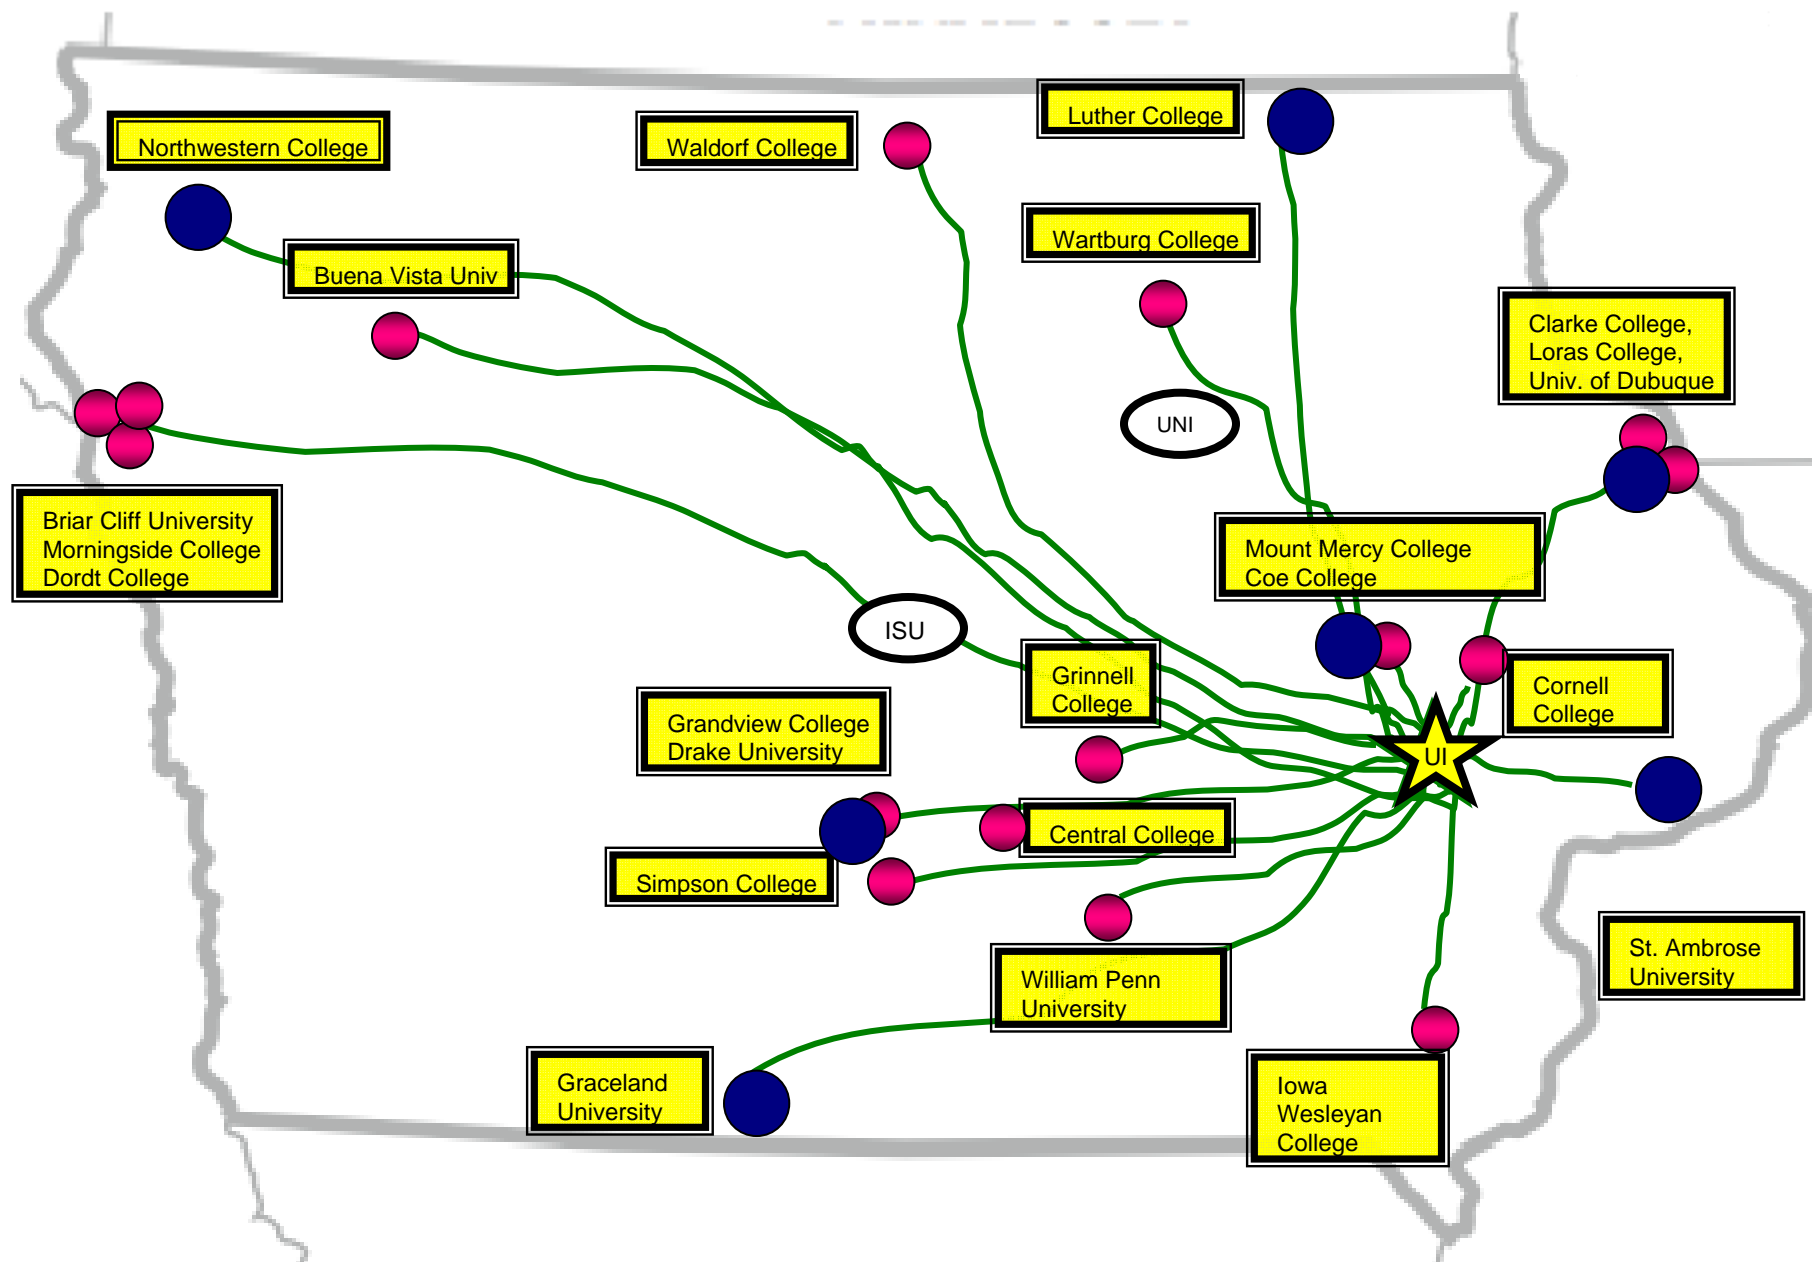 Luther College
Northwestern College
Waldorf College
Wartburg College
Buena Vista Univ
Clarke College,
Loras College,
Univ. of Dubuque
UNI
Briar Cliff University
Morningside College
Dordt College
Mount Mercy College
Coe College
ISU
Grinnell
College
Cornell
College
Grandview College
Drake University
UI
Central College
Simpson College
William Penn
University
St. Ambrose
University
Graceland
University
Iowa
Wesleyan
College